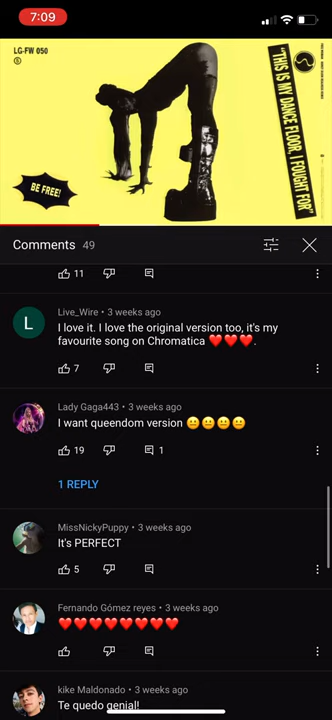 7:09
LG-FW 050
"THIS IS MY DANCE FLOOR, I FOUGHT FOR"
BE FREE!
Comments 49
11
L
Live_Wire • 3 weeks ago
I love it. I love the original version too, it's my
favourite song on Chromatica ❤️❤️❤️.
7
Lady Gaga443 • 3 weeks ago
I want queendom version 😐😐😐😐
19 1
1 REPLY
MissNickyPuppy • 3 weeks ago
It's PERFECT
5
Fernando Gómez reyes • 3 weeks ago
❤️❤️❤️❤️❤️❤️❤️❤️
kike Maldonado • 3 weeks ago
Te quedo genial!